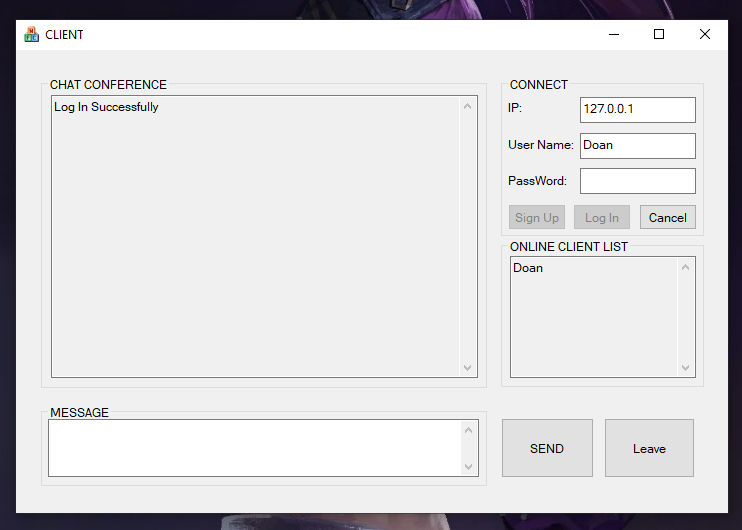 CLIENT
CHAT CONFERENCE
Log In Successfully
CONNECT
IP: 127.0.0.1
User Name: Doan
PassWord:
Sign Up Log In Cancel
ONLINE CLIENT LIST
Doan
MESSAGE
SEND Leave